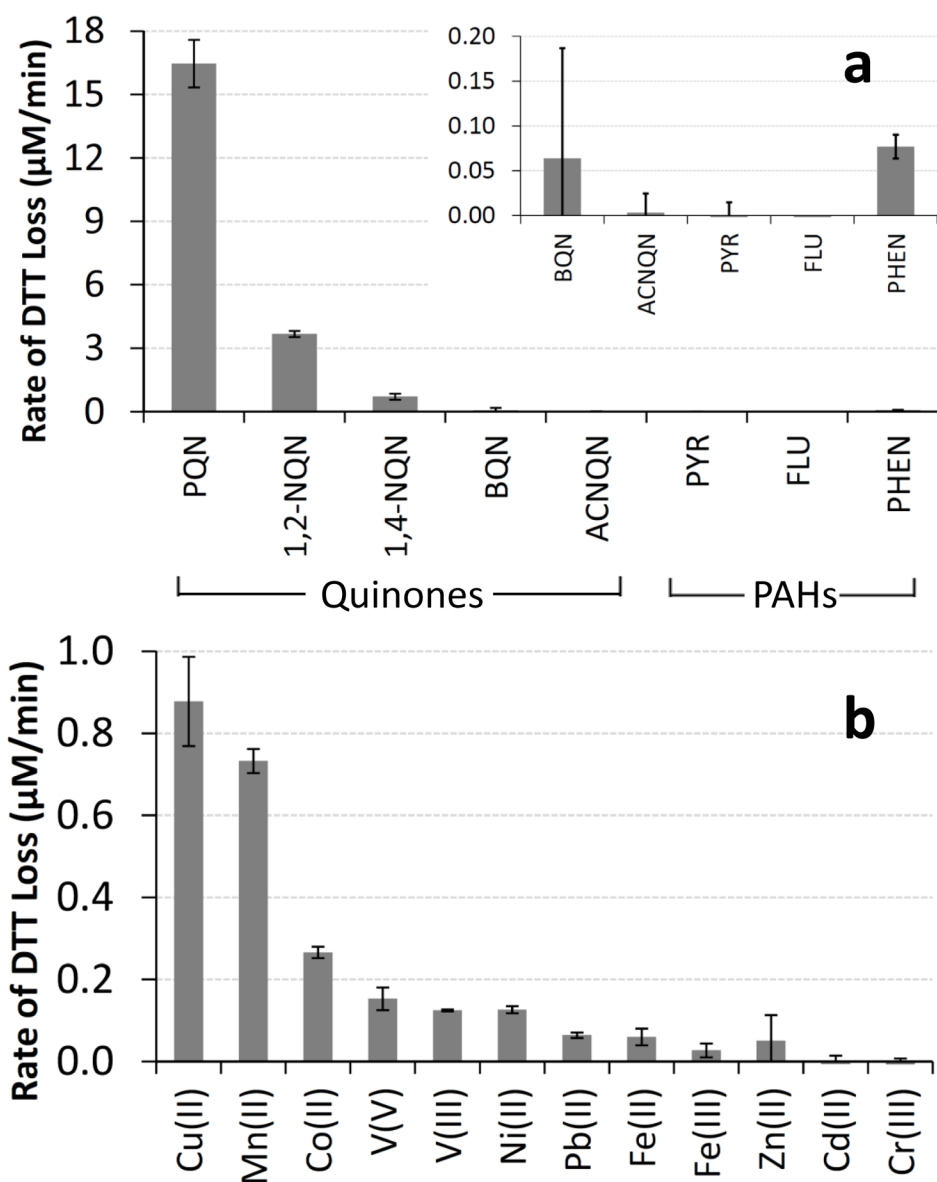 Rate of DTT Loss (µM/min)
18
15
12
9
6
3
0
a
0.20
0.15
0.10
0.05
0.00
BQN
ACNQN
PYR
FLU
PHEN
PQN
1,2-NQN
1,4-NQN
BQN
ACNQN
PYR
FLU
PHEN
Quinones
PAHs
Rate of DTT Loss (µM/min)
1.0
0.8
0.6
0.4
0.2
0.0
b
Cu(II)
Mn(II)
Co(II)
V(V)
V(III)
Ni(II)
Pb(II)
Fe(II)
Fe(III)
Zn(II)
Cd(II)
Cr(III)